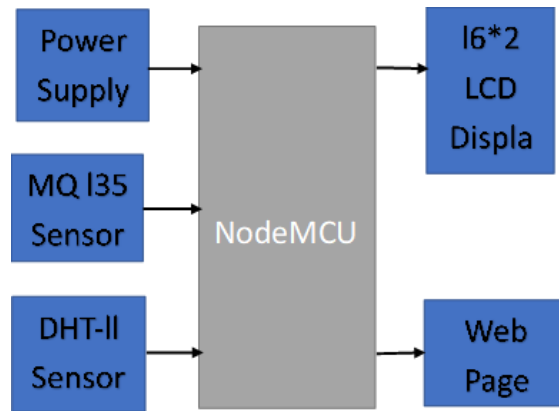 Power
Supply
MQ l35
Sensor
DHT-ll
Sensor
NodeMCU
l6*2
LCD
Displa
Web
Page